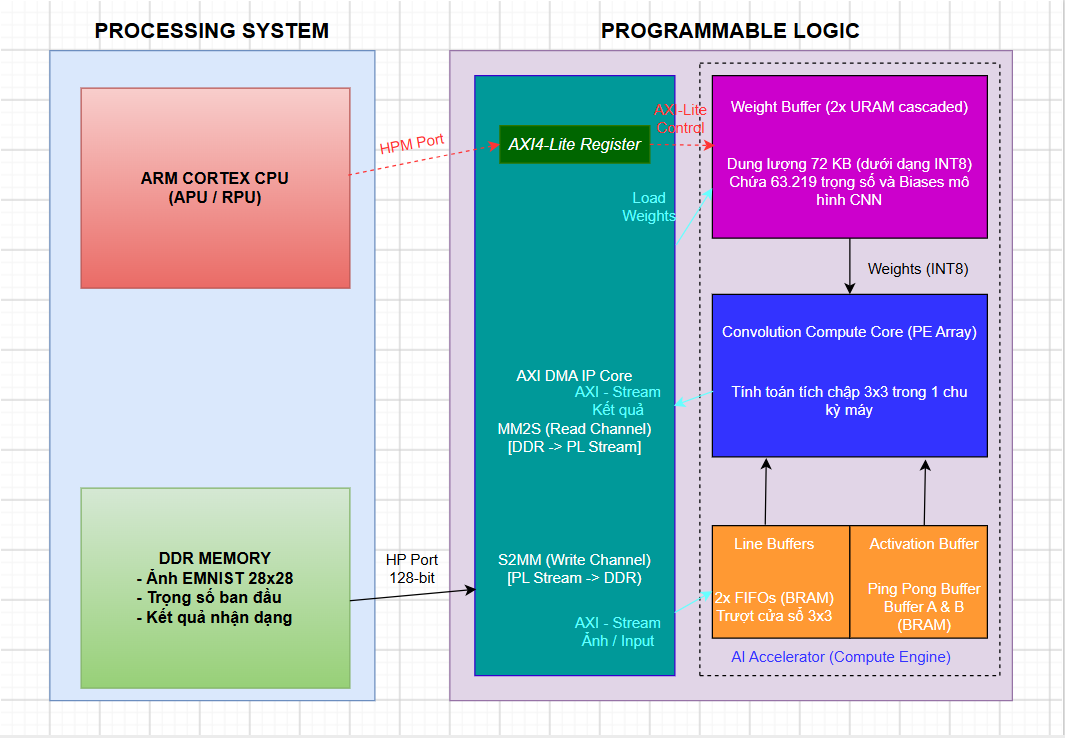 PROCESSING SYSTEM
PROGRAMMABLE LOGIC
ARM CORTEX CPU
(APU / RPU)
HPM Port
AXI4-Lite Register
AXI-Lite
Control
Weight Buffer (2x URAM cascaded)
Dung lượng 72 KB (dưới dạng INT8)
Chứa 63.219 trọng số và Biases mô
hình CNN
Load
Weights
Weights (INT8)
Convolution Compute Core (PE Array)
Tính toán tích chập 3x3 trong 1 chu
kỳ máy
AXI DMA IP Core
AXI - Stream
Kết quả
MM2S (Read Channel)
[DDR -> PL Stream]
DDR MEMORY
- Ảnh EMNIST 28x28
- Trọng số ban đầu
- Kết quả nhận dạng
HP Port
128-bit
S2MM (Write Channel)
[PL Stream -> DDR)
AXI - Stream
Ảnh / Input
Line Buffers
2x FIFOs (BRAM)
Trượt cửa sổ 3x3
Activation Buffer
Ping Pong Buffer
Buffer A & B
(BRAM)
AI Accelerator (Compute Engine)